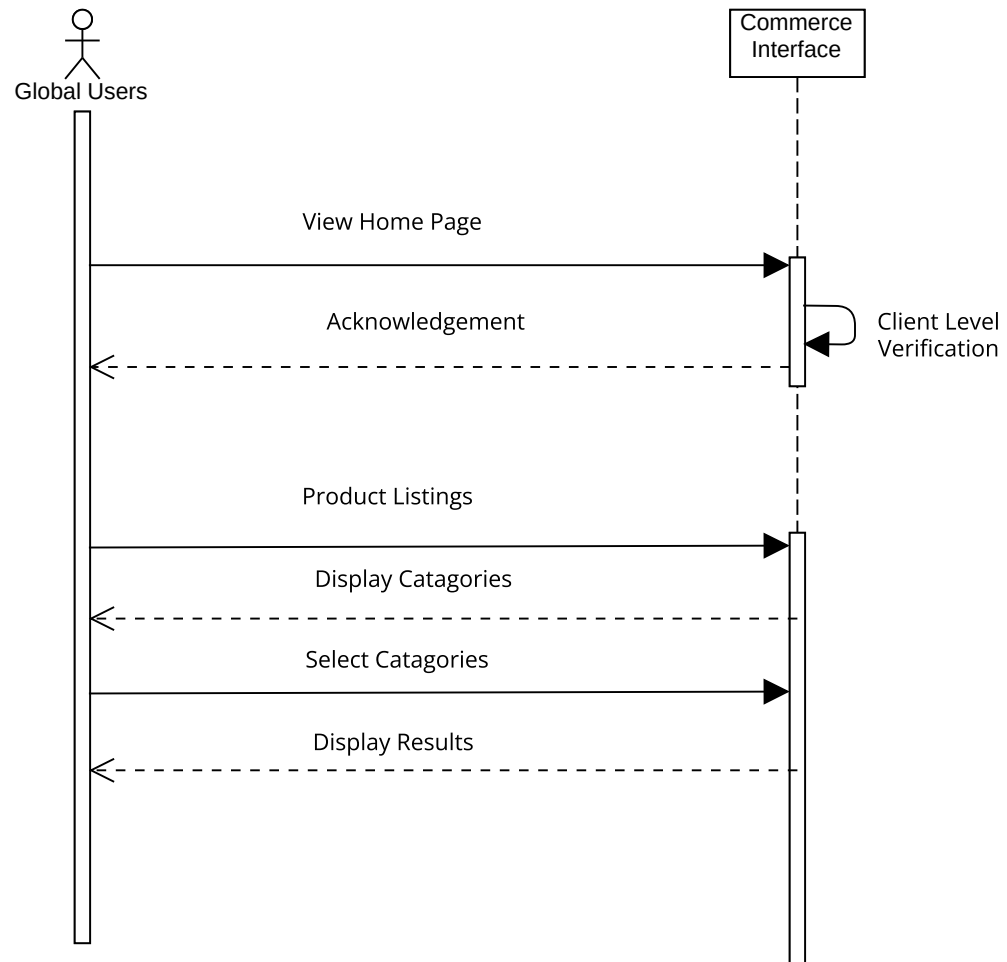 Commerce
Interface
Global Users
View Home Page
Acknowledgement
Client Level
Verification
Product Listings
Display Catagories
Select Catagories
Display Results